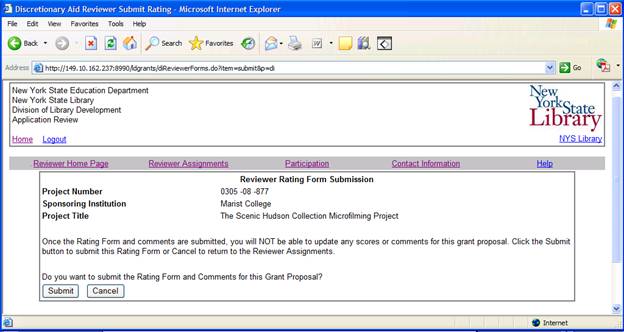 Discretionary Aid Reviewer Submit Rating - Microsoft Internet Explorer
File Edit View Favorites Tools Help
Back Search Favorites
Address http://149.10.162.237:8990/ldgrants/diReviewerForms.do?item=submit&p=di Go
New York State Education Department
New York State Library
Division of Library Development
Application Review
New
York State
Library
Home Logout NYS Library
Reviewer Home Page Reviewer Assignments Participation Contact Information Help
Reviewer Rating Form Submission
Project Number 0305 -08 -877
Sponsoring Institution Marist College
Project Title The Scenic Hudson Collection Microfilming Project
Once the Rating Form and comments are submitted, you will NOT be able to update any scores or comments for this grant proposal. Click the Submit
button to submit this Rating Form or Cancel to return to the Reviewer Assignments.
Do you want to submit the Rating Form and Comments for this Grant Proposal?
Submit Cancel
Internet